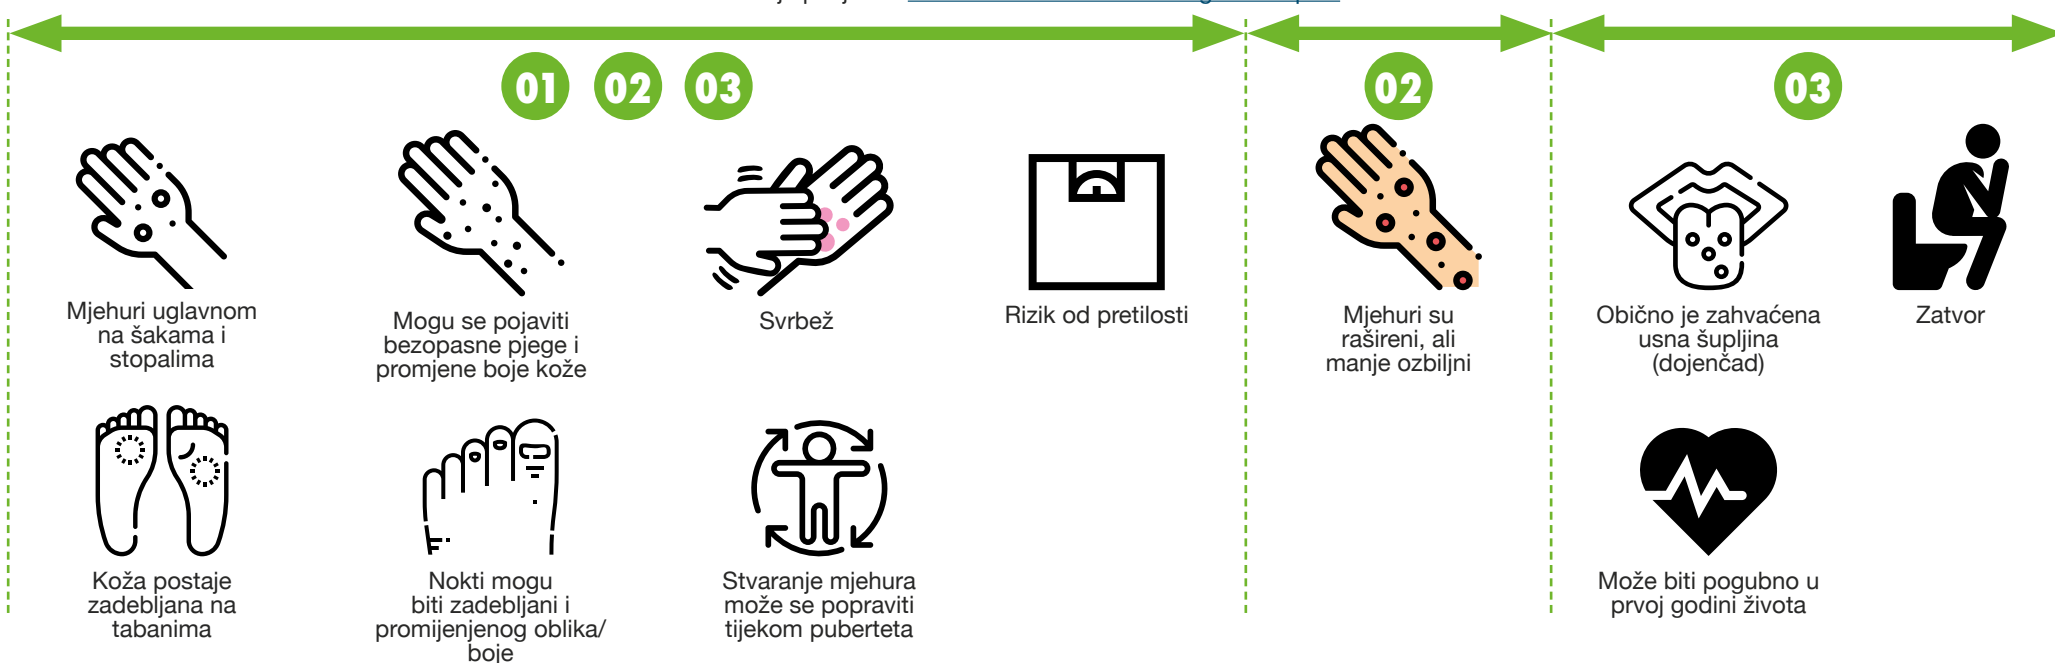 01 02 03
Mjehuri uglavnom
na šakama i
stopalima
Mogu se pojaviti
bezopasne pjege i
promjene boje kože
Svrbež
Rizik od pretilosti
Koža postaje
zadebljana na
tabanima
Nokti mogu
biti zadebljani i
promijenjenog oblika/
boje
Stvaranje mjehura
može se popraviti
tijekom puberteta
02
Mjehuri su
rašireni, ali
manje ozbiljni
03
Obično je zahvaćena
usna šupljina
(dojenčad)
Zatvor
Može biti pogubno u
prvoj godini života